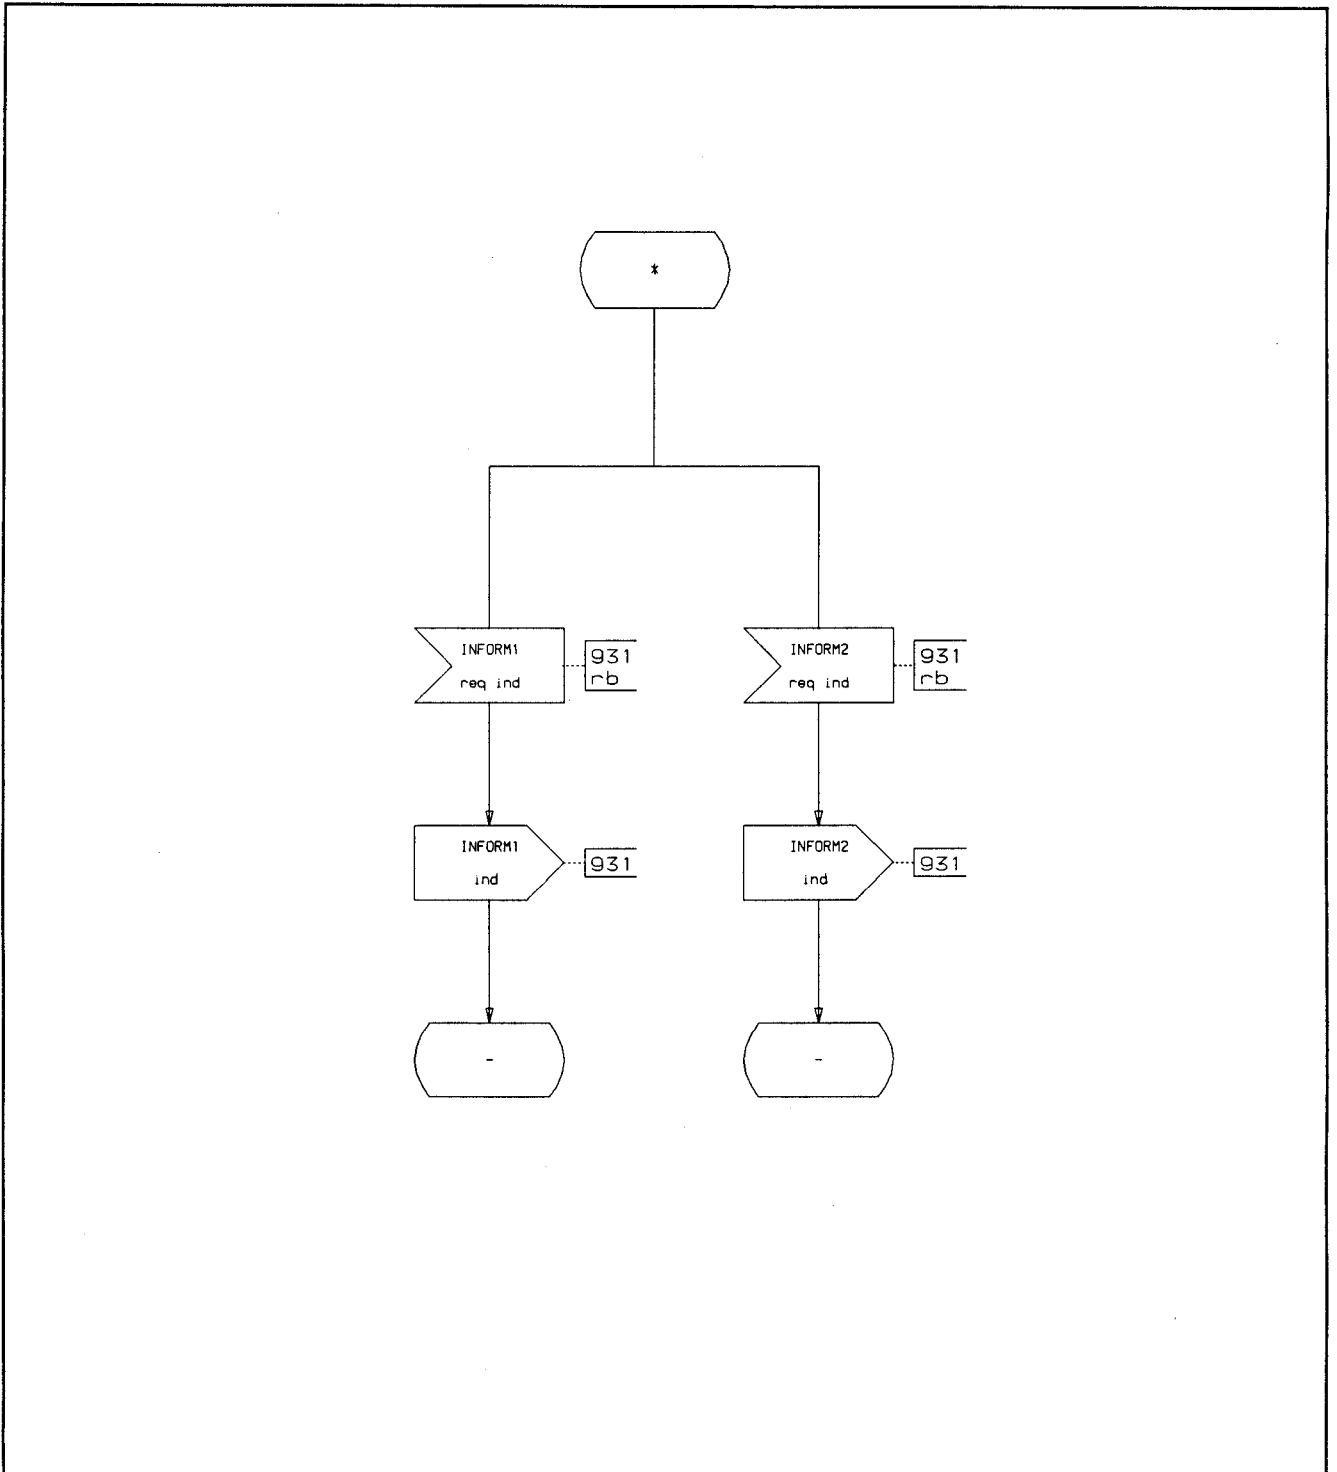 *
INFORM1
req ind
931
rb
INFORM2
req ind
931
rb
INFORM1
ind
931
INFORM2
ind
931
-
-